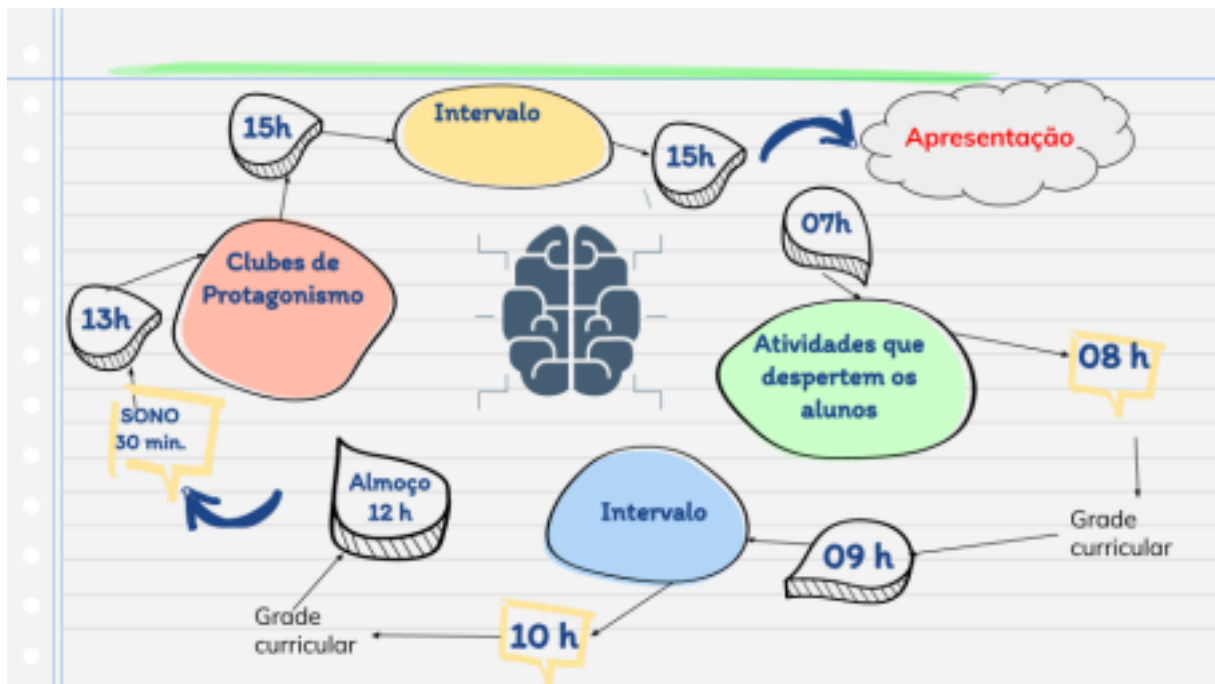 15h
Intervalo
15h
Apresentação
07h
Clubes de
Protagonismo
13h
Atividades que
despertem os
alunos
08 h
SONO
30 min.
Almoço
12 h
Intervalo
09 h
Grade
curricular
10 h
Grade
curricular